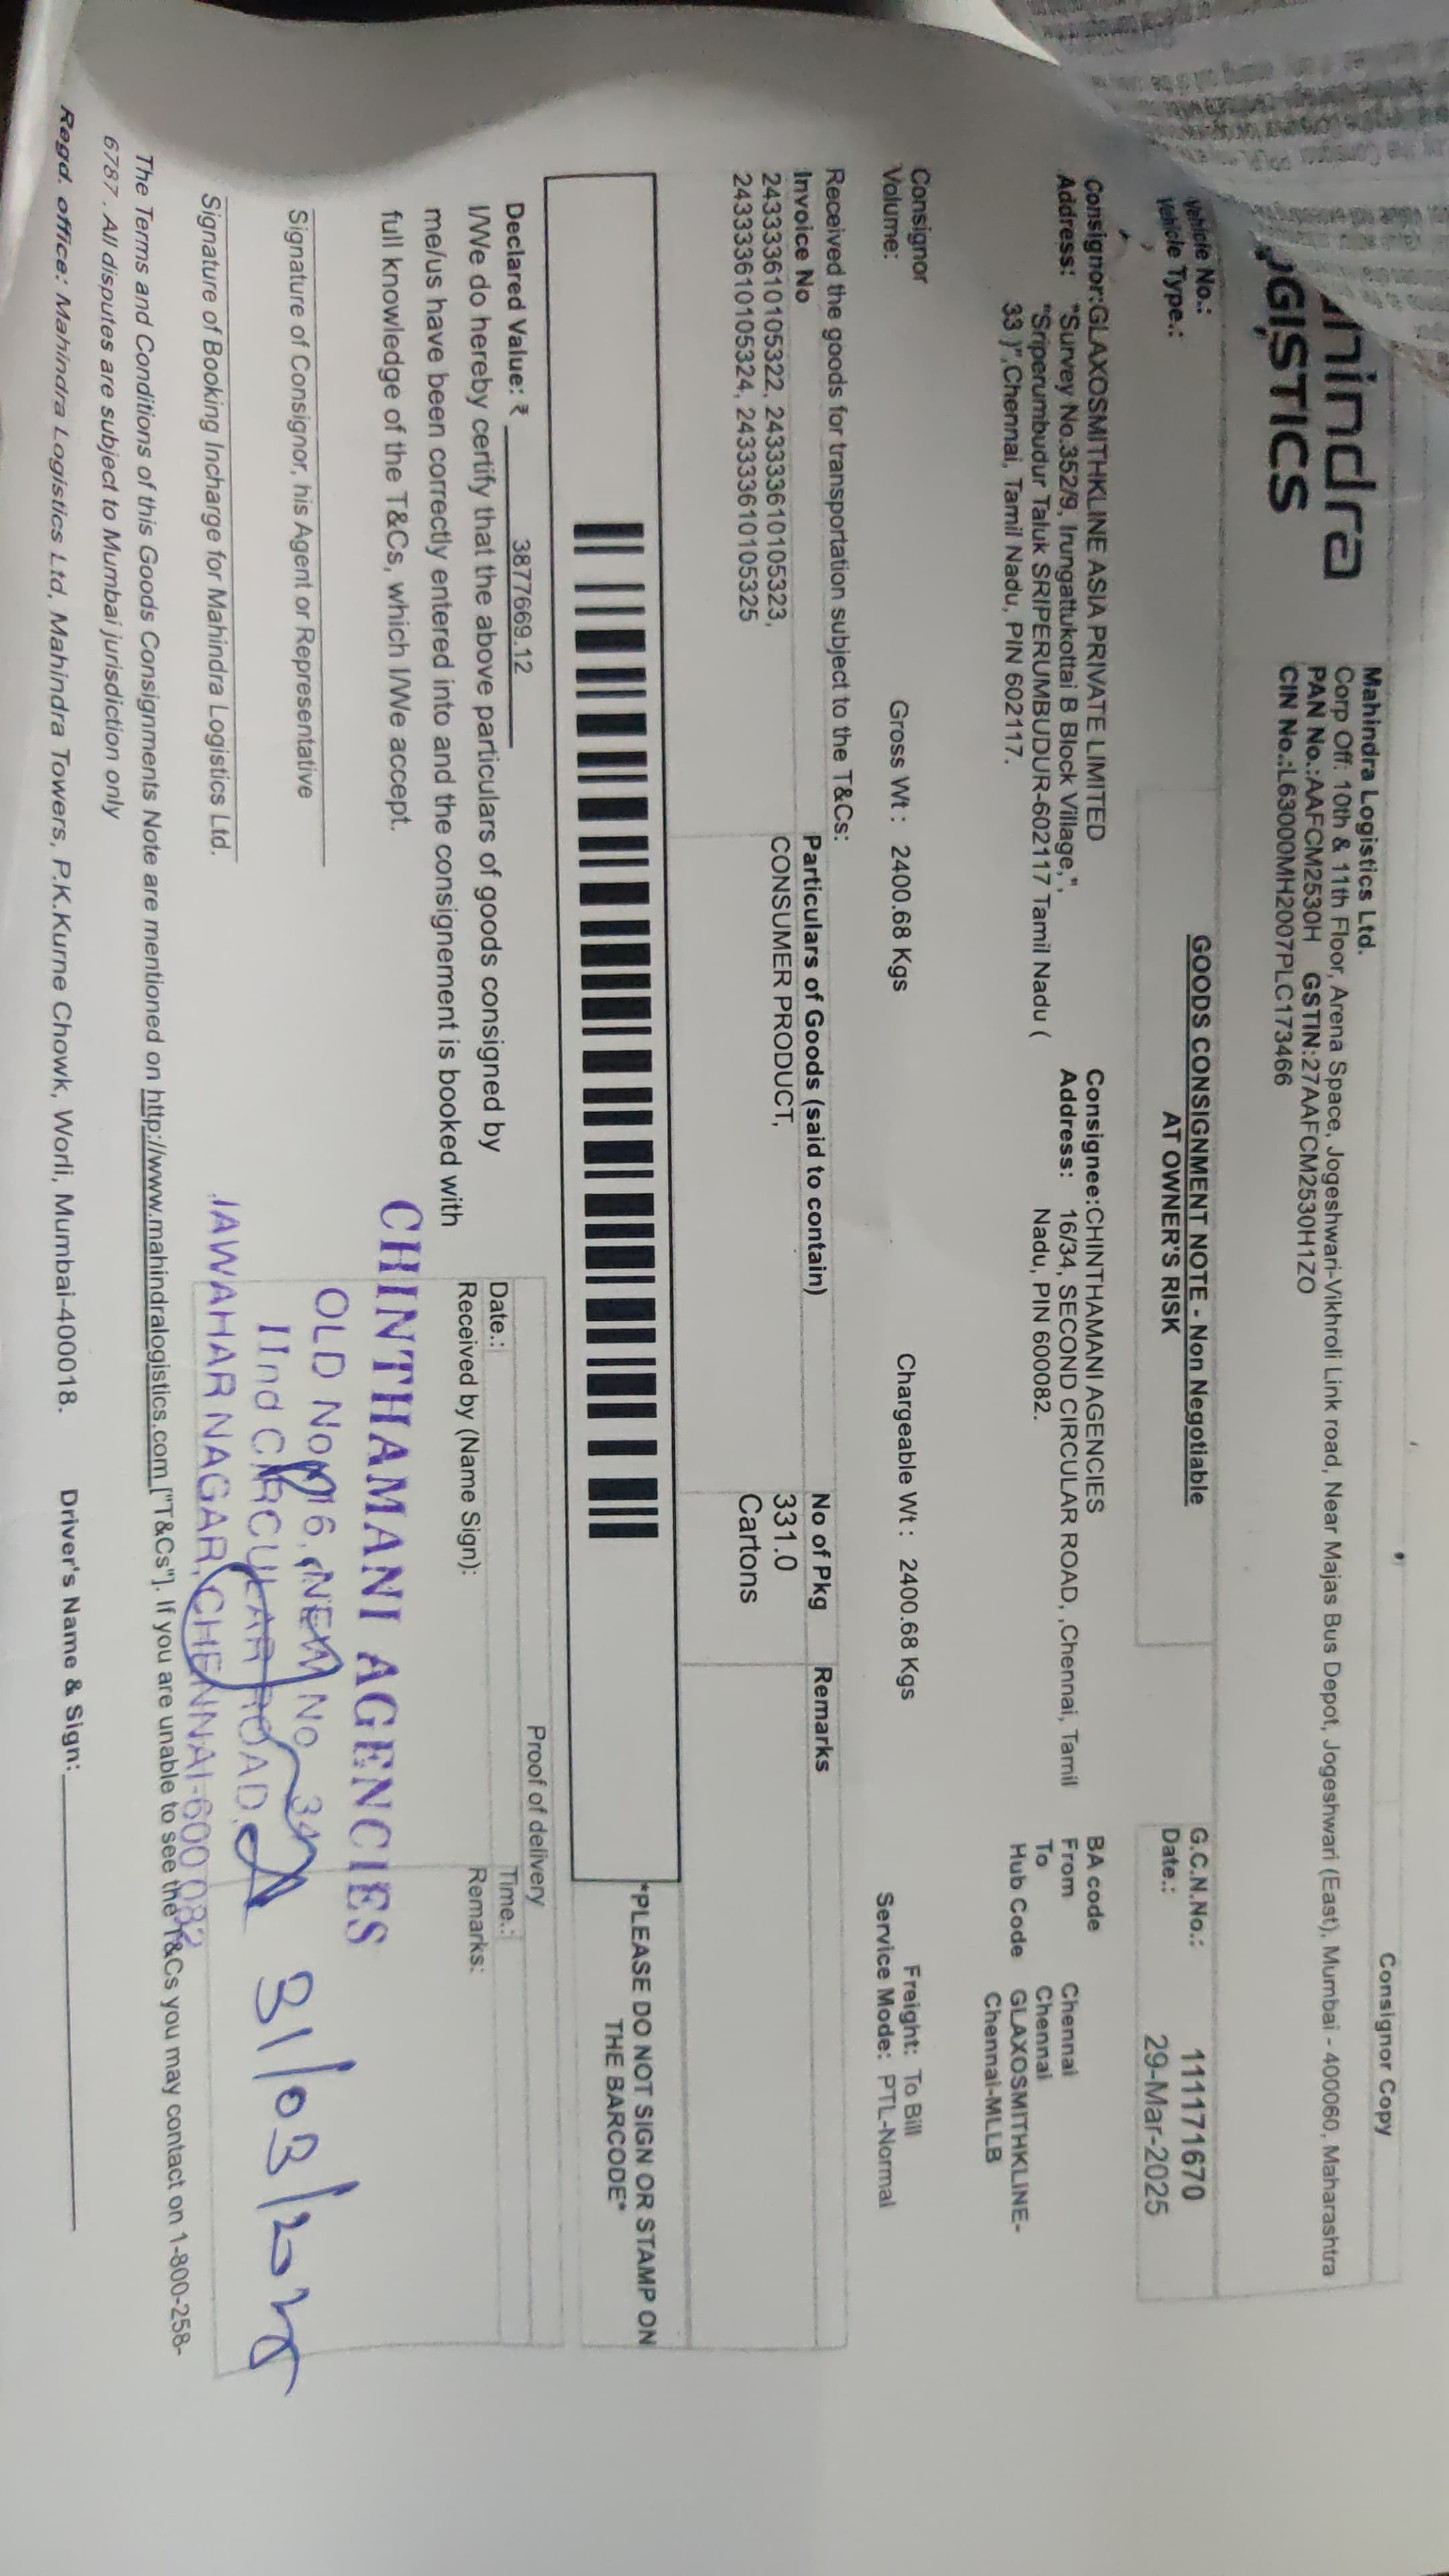 Consignor Copy
Mahindra Logistics Ltd.
Corp Off: 10th & 11th Floor, Arena Space, Jogeshwari-Vikhroli Link road, Near Majas Bus Depot, Jogeshwari (East), Mumbai - 400060, Maharashtra
PAN No.:AAFCM2530H GSTIN:27AAFCM2530H1ZO
CIN No.:L63000MH2007PLC173466
Vehicle No.:
Vehicle Type.:
GOODS CONSIGNMENT NOTE - Non Negotiable
AT OWNER'S RISK
G.C.N.No.: 111171670
Date.: 29-Mar-2025
Consignor:GLAXOSMITHKLINE ASIA PRIVATE LIMITED
Address: "Survey No.352/9, Irungattukottai B Block Village,",
"Sriperumbudur Taluk SRIPERUMBUDUR-602117 Tamil Nadu (
33 )",Chennai, Tamil Nadu, PIN 602117.
Consignee:CHINTHAMANI AGENCIES
Address: 16/34, SECOND CIRCULAR ROAD, ,Chennai, Tamil
Nadu, PIN 600082.
BA code
From Chennai
To Chennai
Hub Code GLAXOSMITHKLINE-
Chennai-MLLB
Consignor
Volume:
Gross Wt : 2400.68 Kgs
Chargeable Wt : 2400.68 Kgs
Freight: To Bill
Service Mode: PTL-Normal
Received the goods for transportation subject to the T&Cs:
Invoice No Particulars of Goods (said to contain) No of Pkg Remarks
24333361010105322, 24333361010105323, CONSUMER PRODUCT, 331.0
24333361010105324, 24333361010105325 Cartons
*PLEASE DO NOT SIGN OR STAMP ON
THE BARCODE*
Declared Value: ₹ 3877669.12
I/We do hereby certify that the above particulars of goods consigned by
me/us have been correctly entered into and the consignement is booked with
full knowledge of the T&Cs, which I/We accept.
Proof of delivery
Date.: Time.:
Received by (Name Sign): Remarks:
CHINTHAMANI AGENCIES
OLD No 16, NEW No 34
IInd CIRCULAR ROAD,
JAWAHAR NAGAR, CHENNAI-600 082
31/03/2025
Signature of Consignor, his Agent or Representative
Signature of Booking Incharge for Mahindra Logistics Ltd.
The Terms and Conditions of this Goods Consignments Note are mentioned on http://www.mahindralogistics.com ["T&Cs"]. If you are unable to see the T&Cs you may contact on 1-800-258-
6787 . All disputes are subject to Mumbai jurisdiction only
Regd. office: Mahindra Logistics Ltd, Mahindra Towers, P.K.Kurne Chowk, Worli, Mumbai-400018. Driver's Name & Sign: